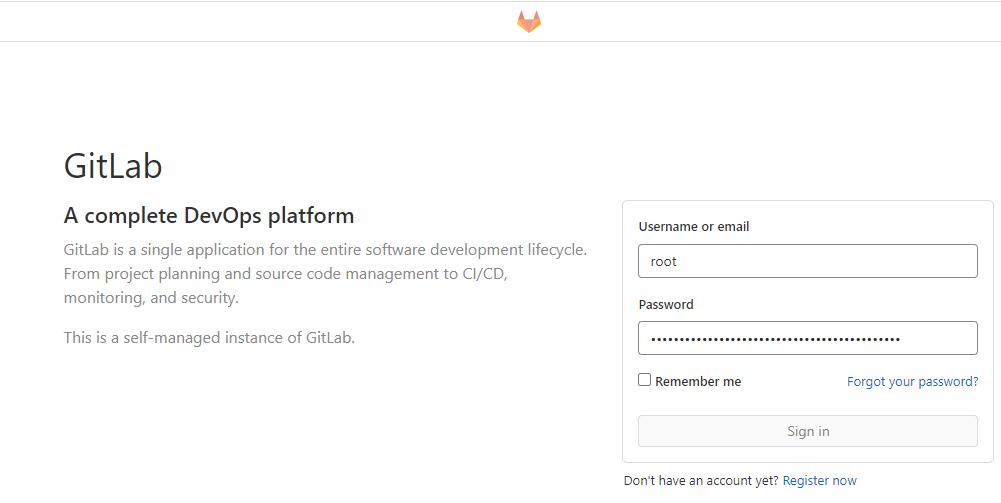 GitLab
A complete DevOps platform
GitLab is a single application for the entire software development lifecycle.
From project planning and source code management to CI/CD,
monitoring, and security.
This is a self-managed instance of GitLab.
Username or email
root
Password
Remember me
Forgot your password?
Sign in
Don't have an account yet? Register now